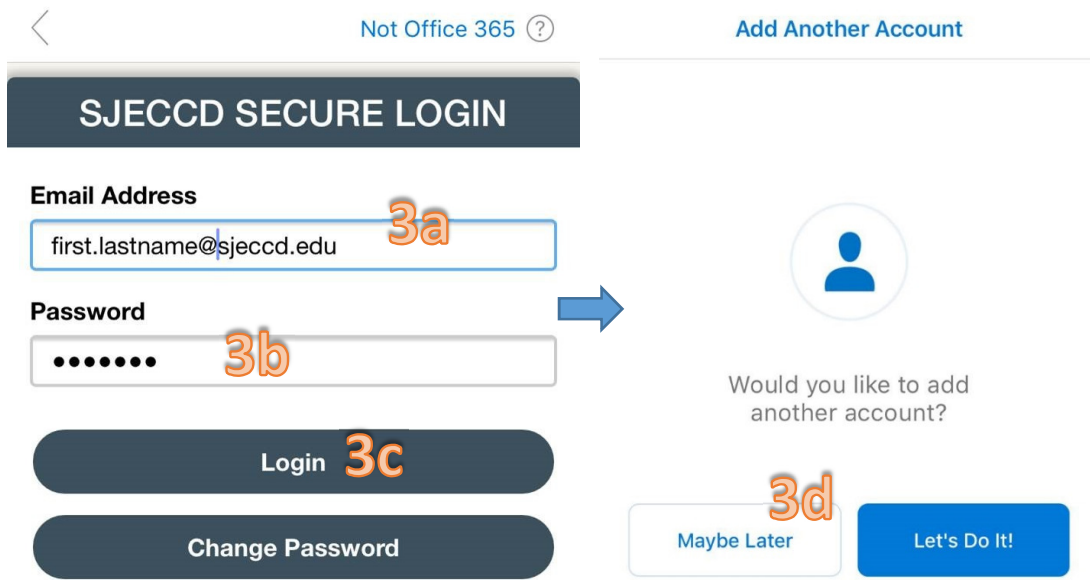 Not Office 365 ?
SJECCD SECURE LOGIN
Email Address
3a
first.lastname@sjeccd.edu
Password
3b
•••••••
Login 3c
Change Password
Add Another Account
Would you like to add
another account?
3d
Maybe Later
Let's Do It!